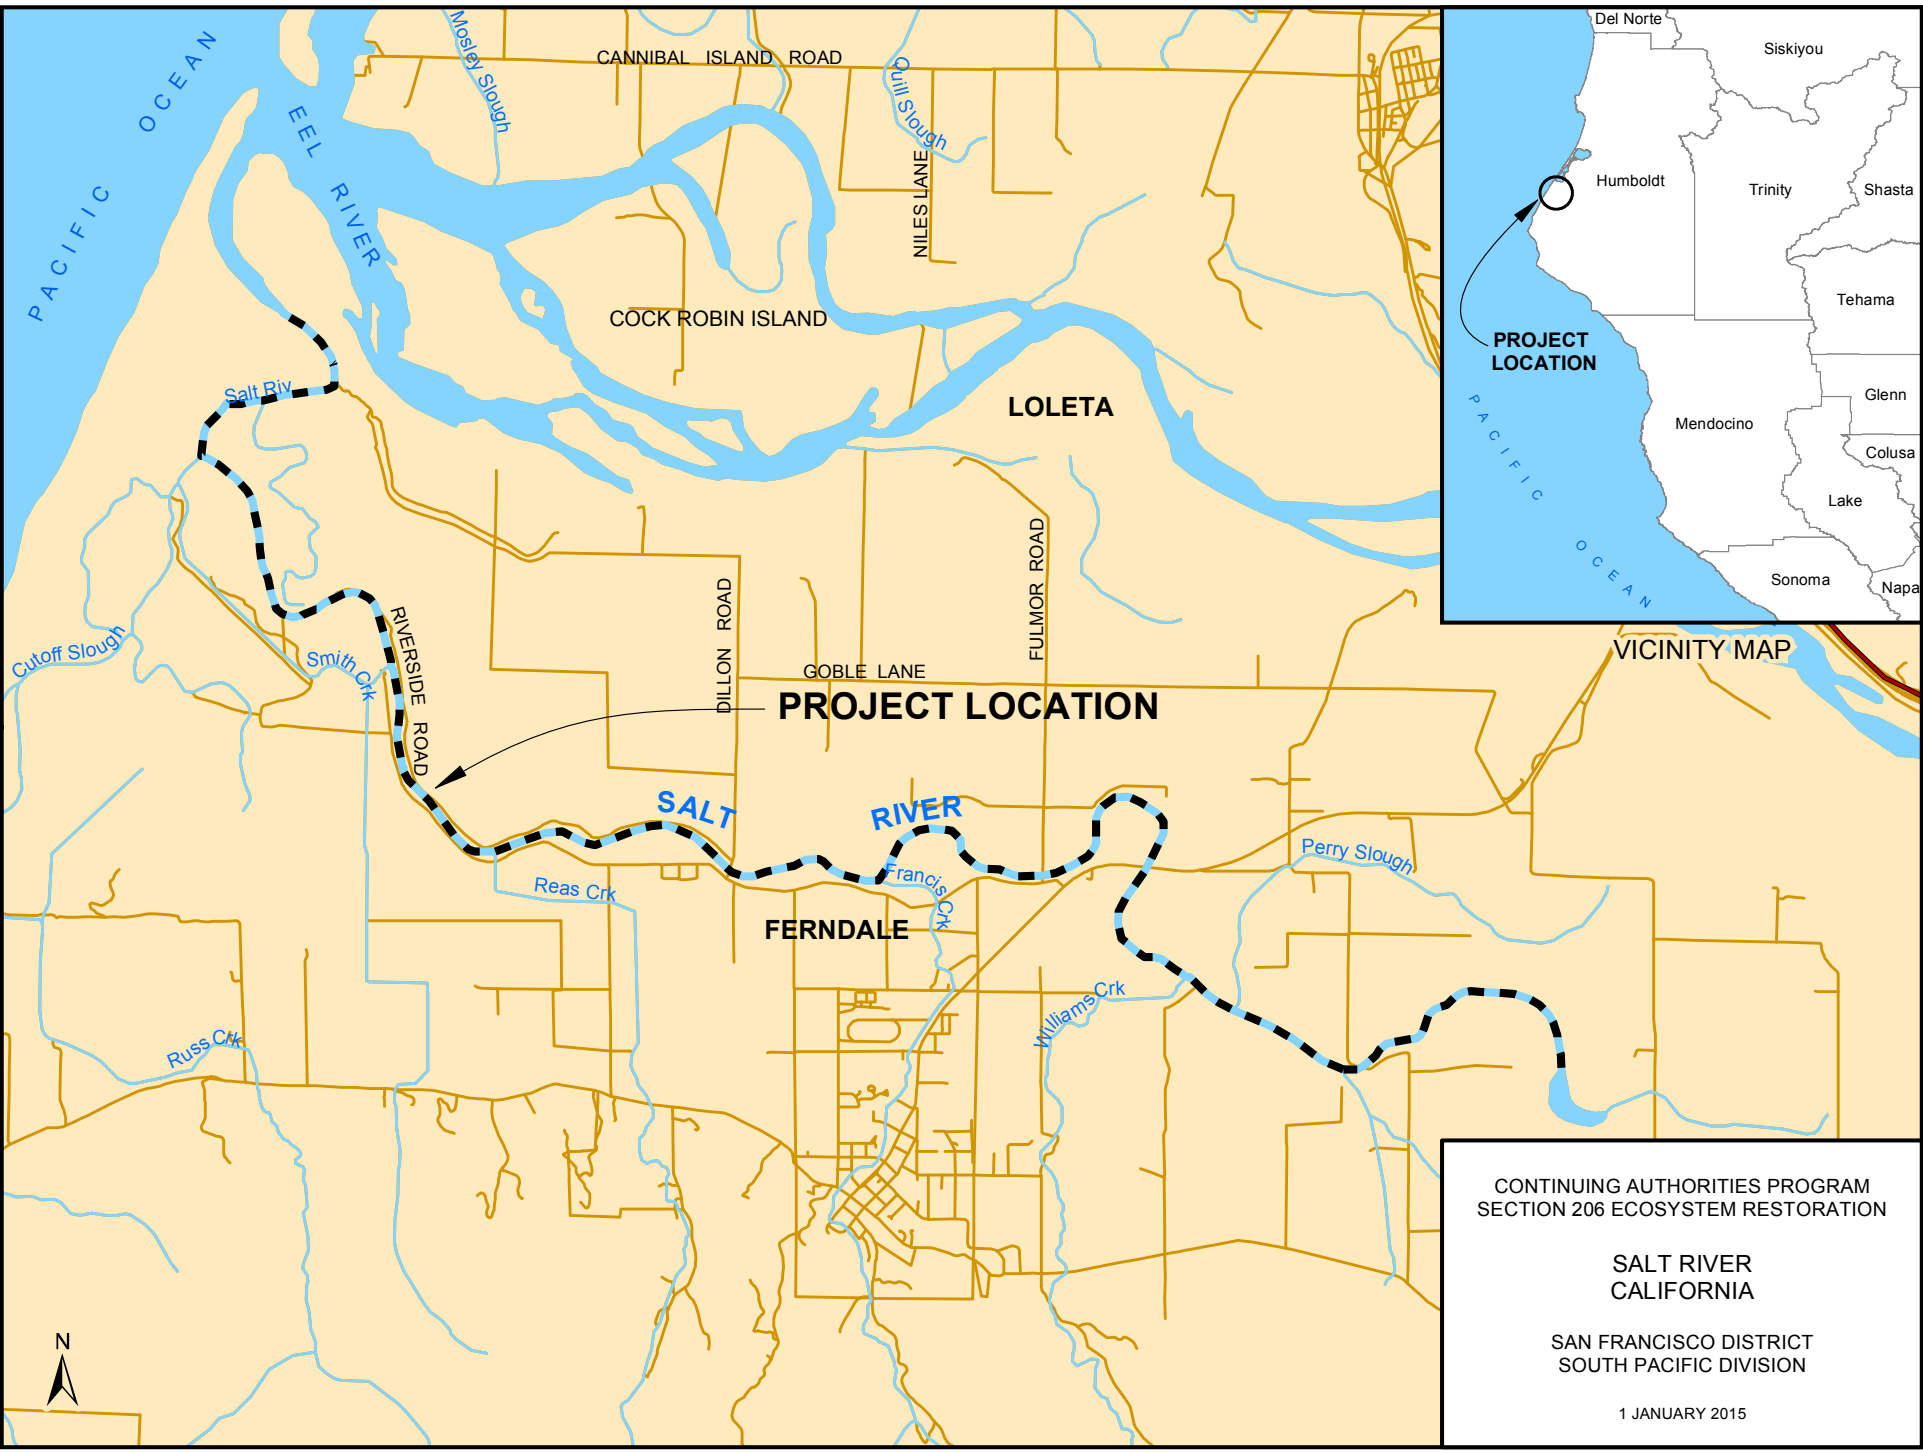 PACIFIC OCEAN
EEL RIVER
Mosley Slough
CANNIBAL ISLAND ROAD
Quill Slough
NILES LANE
COCK ROBIN ISLAND
LOLETA
Salt Riv
Cutoff Slough
Smith Crk
RIVERSIDE ROAD
DILLON ROAD
FULMOR ROAD
GOBLE LANE
PROJECT LOCATION
SALT RIVER
Reas Crk
Francis Crk
FERNDALE
Perry Slough
Williams Crk
Russ Crk
N
Del Norte
Siskiyou
Humboldt
Trinity
Shasta
Tehama
PROJECT
LOCATION
Glenn
Mendocino
Colusa
Lake
Sonoma
Napa
PACIFIC OCEAN
VICINITY MAP
CONTINUING AUTHORITIES PROGRAM
SECTION 206 ECOSYSTEM RESTORATION
SALT RIVER
CALIFORNIA
SAN FRANCISCO DISTRICT
SOUTH PACIFIC DIVISION
1 JANUARY 2015